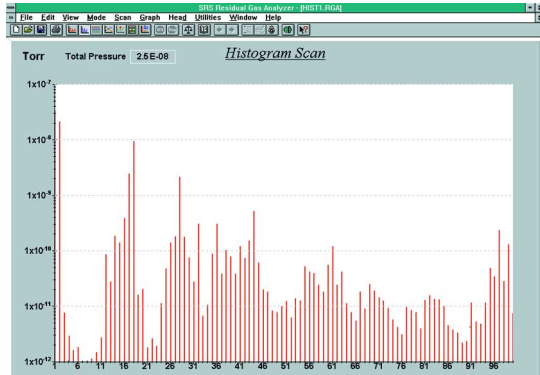 SRS Residual Gas Analyzer - [HIST1.RGA]
File Edit View Mode Scan Graph Head Utilities Window Help
Torr Total Pressure 2.5E-08 Histogram Scan
1x10-7
1x10-8
1x10-9
1x10-10
1x10-11
1x10-12
1 6 11 16 21 26 31 36 41 46 51 56 61 66 71 76 81 86 91 96